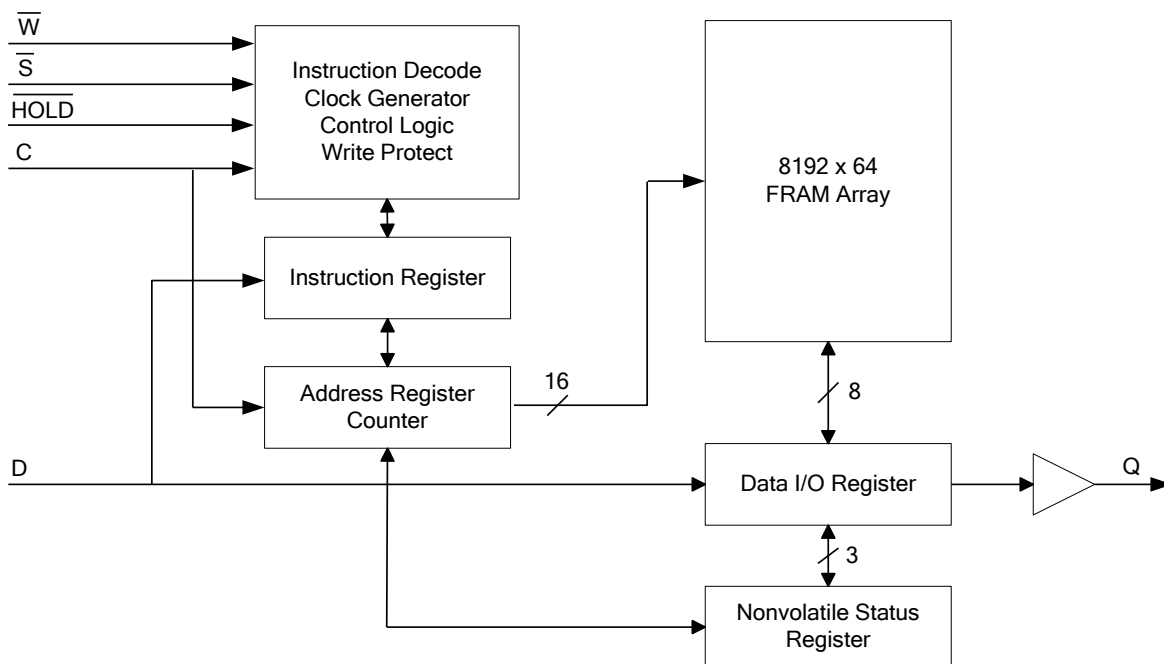 W
S
HOLD
C
Instruction Decode
Clock Generator
Control Logic
Write Protect
8192 x 64
FRAM Array
Instruction Register
Address Register
Counter
16
8
D
Data I/O Register
Q
3
Nonvolatile Status
Register